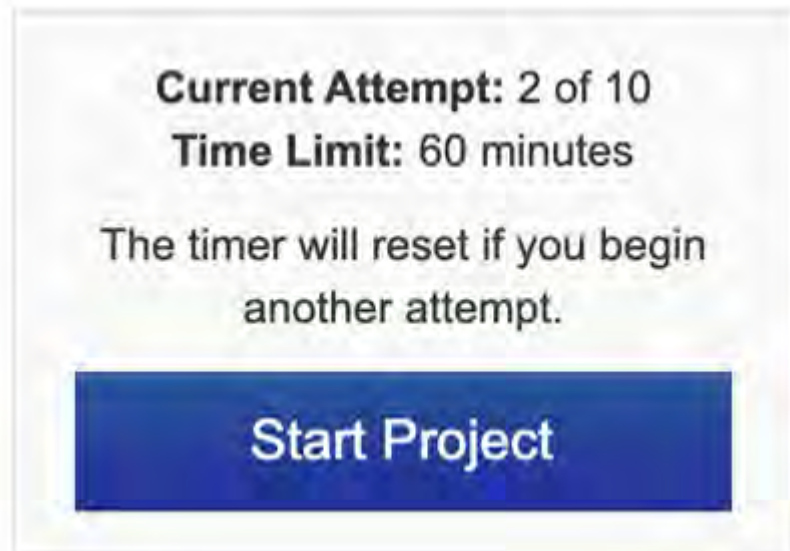 Current Attempt: 2 of 10
Time Limit: 60 minutes
The timer will reset if you begin
another attempt.
Start Project